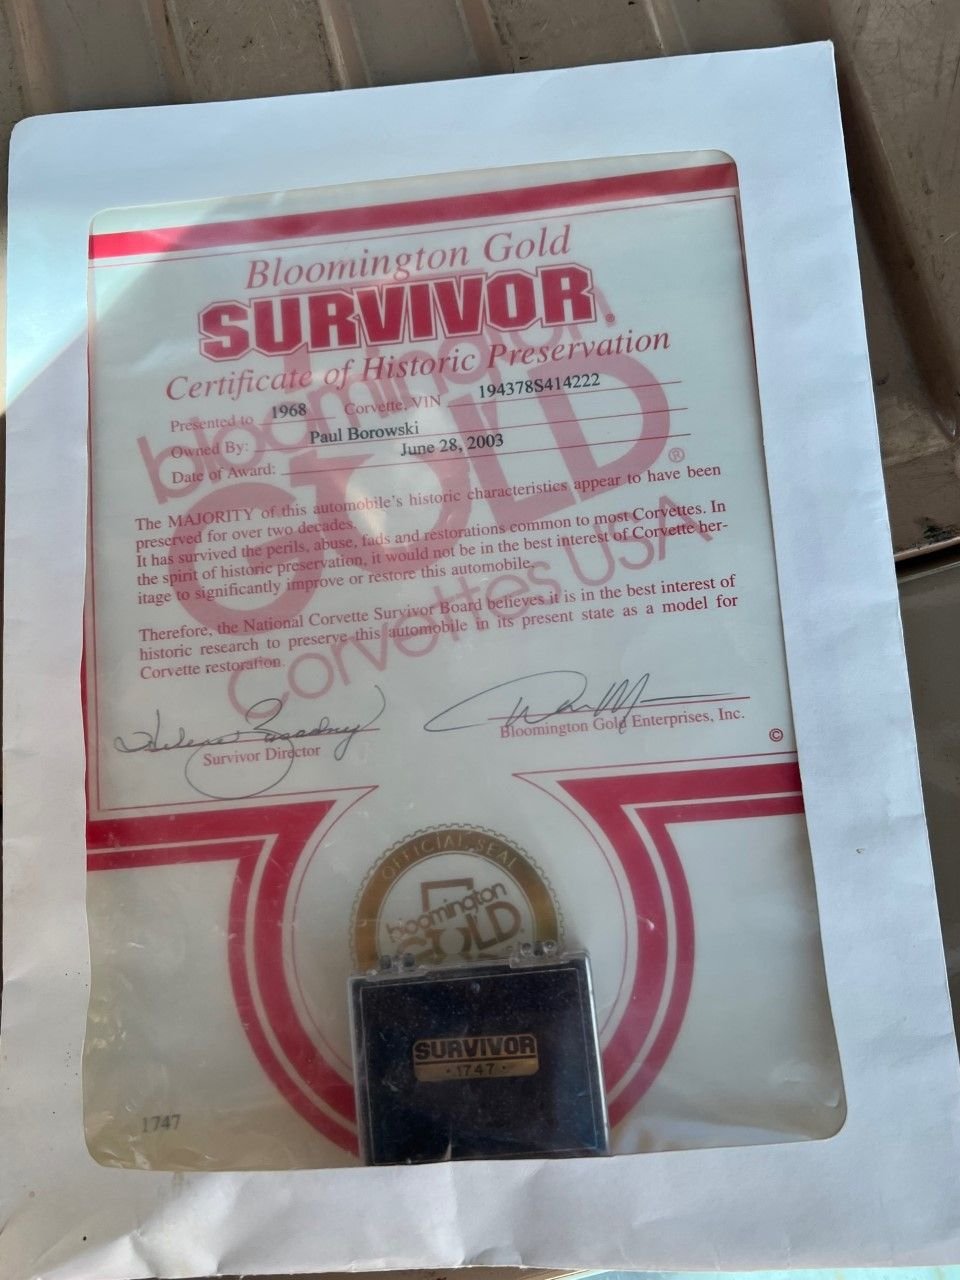 Bloomington Gold
SURVIVOR®
Certificate of Historic Preservation
Presented to 1968 Corvette, VIN 194378S414222
Owned By: Paul Borowski
Date of Award: June 28, 2003
The MAJORITY of this automobile's historic characteristics appear to have been
preserved for over two decades.
It has survived the perils, abuse, fads and restorations common to most Corvettes. In
the spirit of historic preservation, it would not be in the best interest of Corvette her-
itage to significantly improve or restore this automobile.
Therefore, the National Corvette Survivor Board believes it is in the best interest of
historic research to preserve this automobile in its present state as a model for
Corvette restoration.
bloomington
GOLD®
Corvettes USA
Survivor Director
Bloomington Gold Enterprises, Inc.
©
OFFICIAL SEAL
bloomington
GOLD
SURVIVOR
· 1747 ·
1747